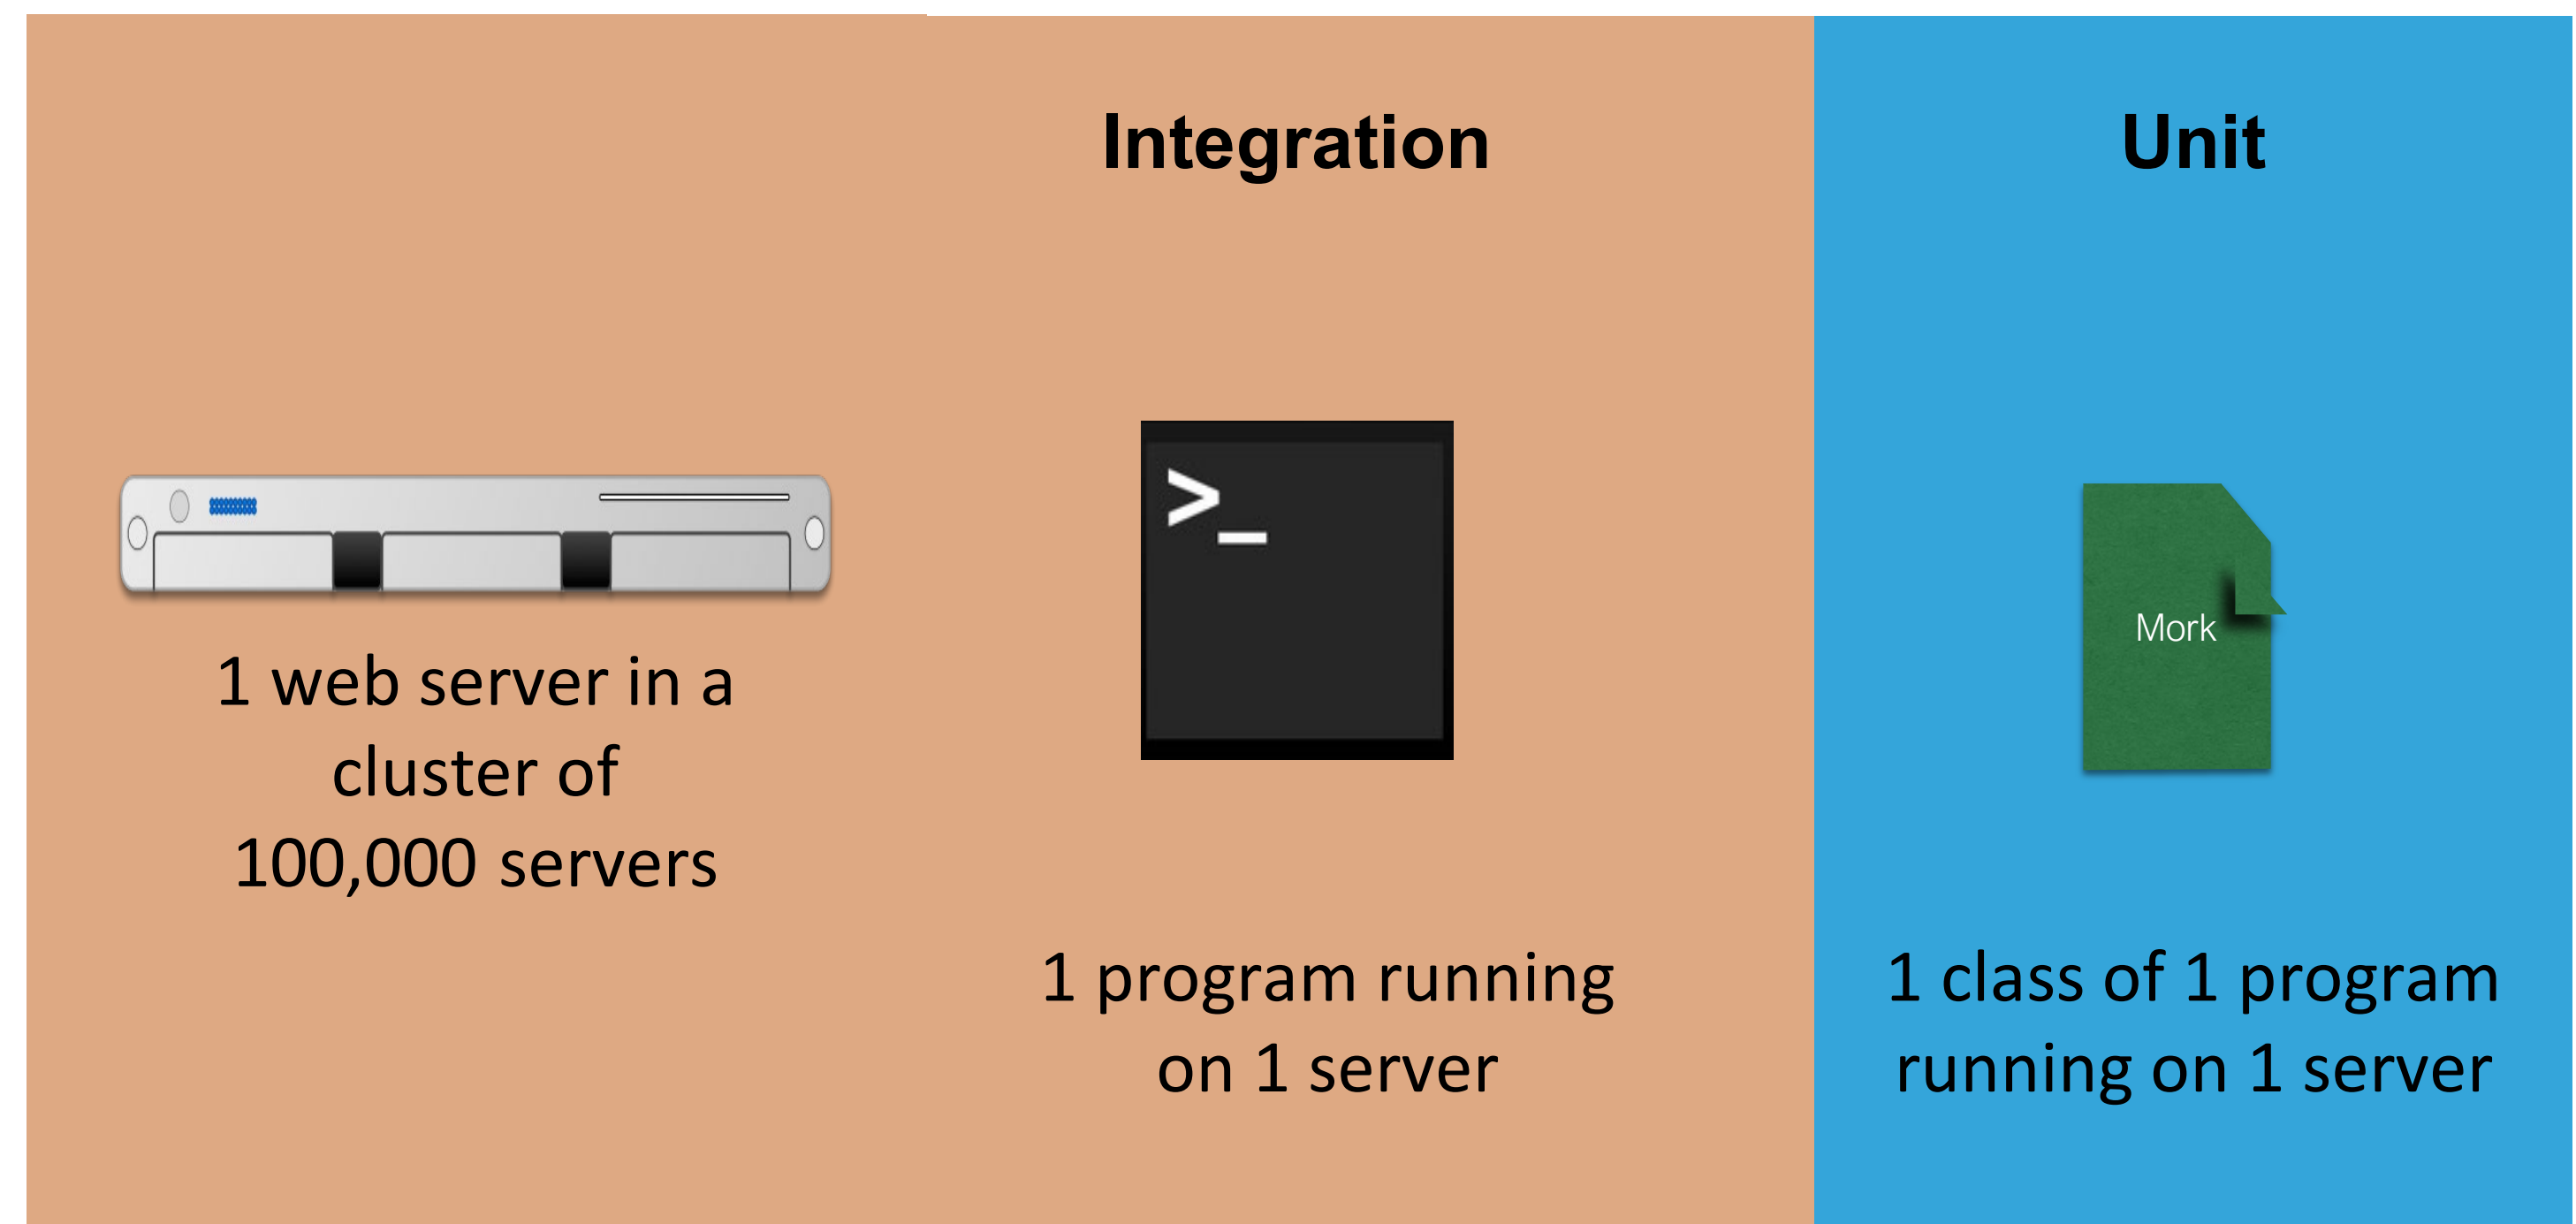 Integration
Unit
>_
Mork
1 web server in a
cluster of
100,000 servers
1 program running
on 1 server
1 class of 1 program
running on 1 server